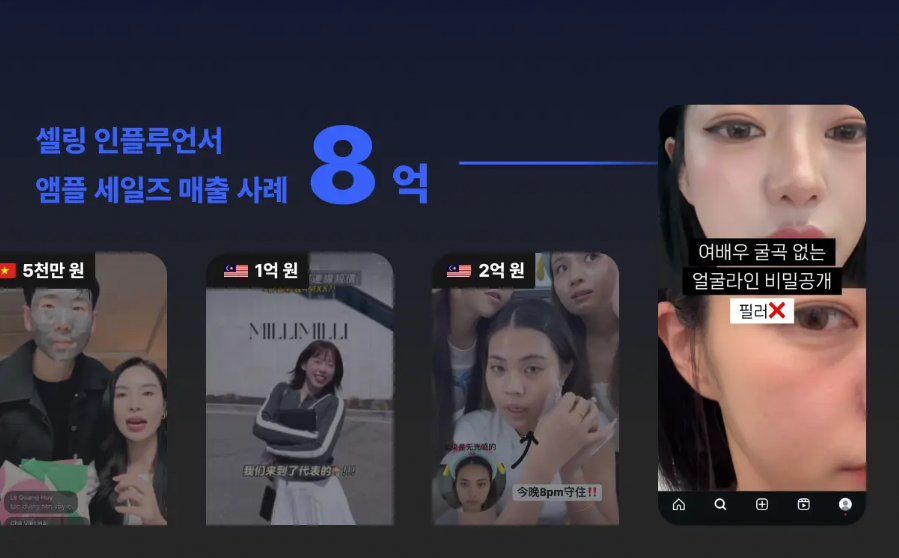 셀링 인플루언서
앰플 세일즈 매출 사례
8 억
5천만 원
1억 원
2억 원
MILLIMILLI
我们来到了代表的
!!!
今晚8pm守住‼️
Lê Quang Huy
여배우 굴곡 없는
얼굴라인 비밀공개
필러❌